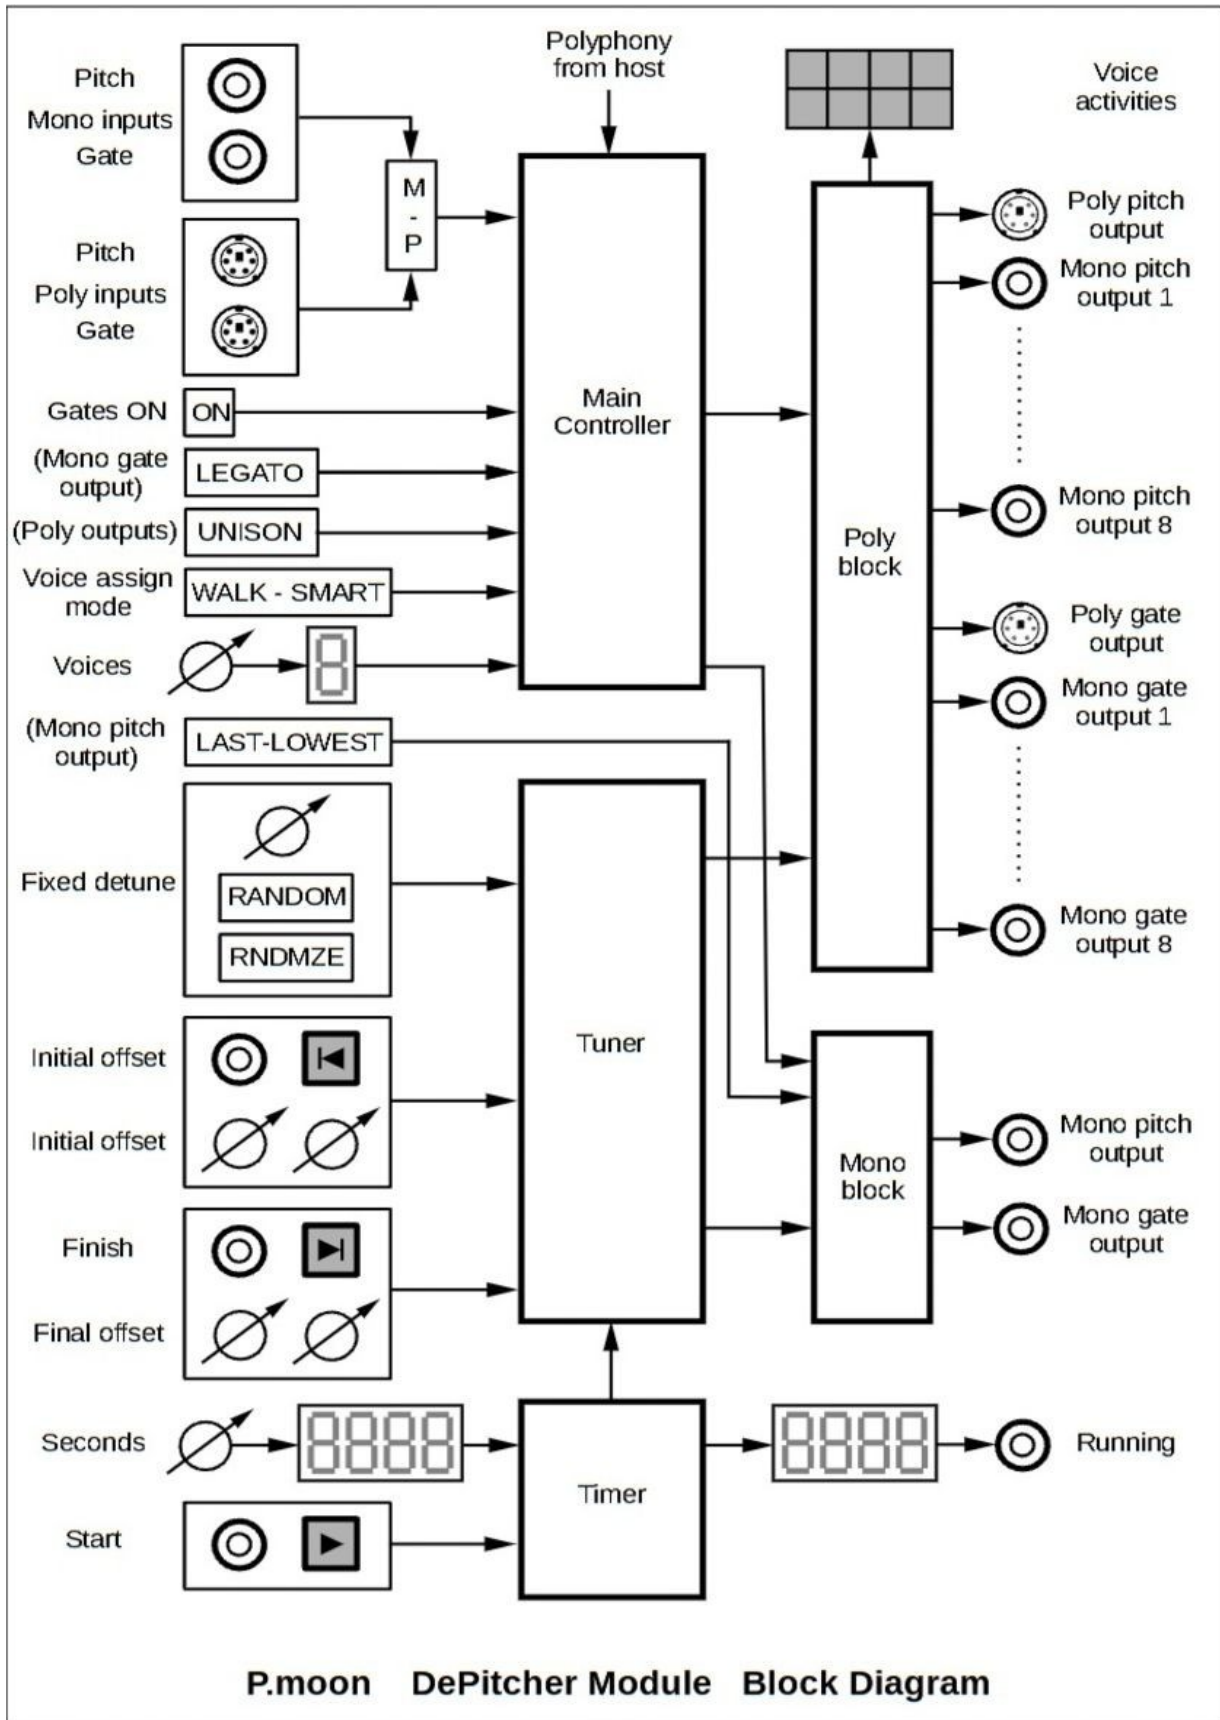 Pitch
Mono inputs
Gate
Polyphony
from host
Voice
activities
M
-
P
Pitch
Poly inputs
Gate
Poly pitch
output
Mono pitch
output 1
Gates ON
ON
Main
Controller
(Mono gate
output)
LEGATO
(Poly outputs)
UNISON
Mono pitch
output 8
Poly
block
Voice assign
mode
WALK - SMART
Voices
8
Poly gate
output
Mono gate
output 1
(Mono pitch
output)
LAST-LOWEST
Fixed detune
RANDOM
RNDMZE
Mono gate
output 8
Initial offset
Initial offset
Tuner
Mono
block
Mono pitch
output
Mono gate
output
Finish
Final offset
Seconds
8888
Timer
8888
Running
Start
P.moon DePitcher Module Block Diagram